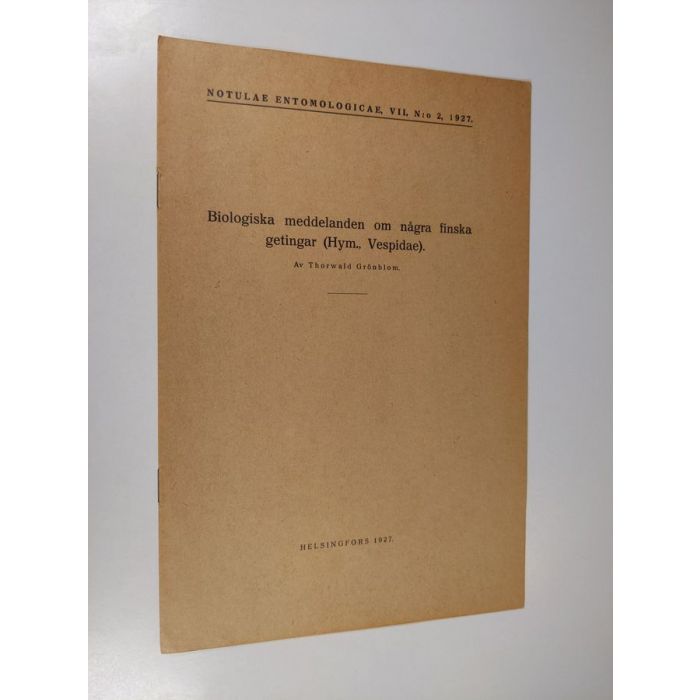 NOTULAE ENTOMOLOGICAE, VII, N:o 2, 1927.
Biologiska meddelanden om några finska
getingar (Hym., Vespidae).
Av Thorwald Grönblom.
HELSINGFORS 1927.